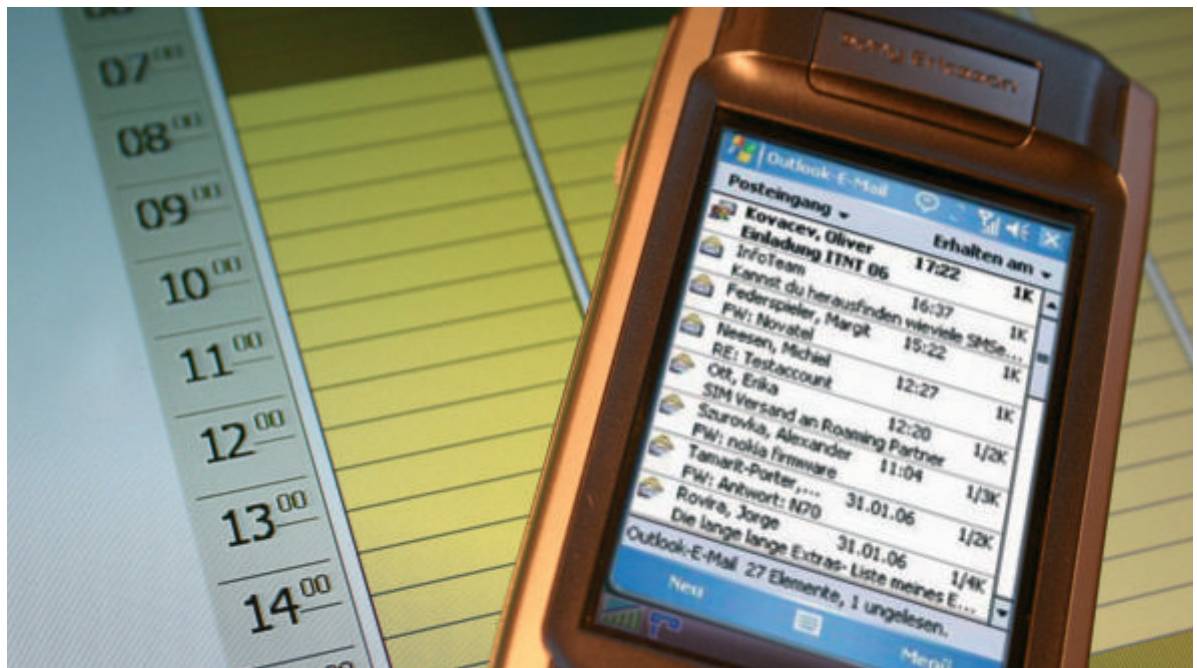 07 00
08 00
09 00
10 00
11 00
12 00
13 00
14 00
Sony Ericsson
Outlook-E-Mail
Posteingang Erhalten am
Kovacev, Oliver 17:22 1K
Einladung ITNT 06
InfoTeam 16:37 1K
Kannst du herausfinden wieviele SMSe...
Federspieler, Margit 15:22 1K
FW: Novatel
Neesen, Michiel 12:27 1K
RE: Testaccount
Ott, Erika 12:20 1/2K
SIM Versand an Roaming Partner
Szurovka, Alexander 11:04 1/3K
FW: nokia firmware
Tamarit-Porter,... 31.01.06 1/2K
FW: Antwort: N70
Rovira, Jorge 31.01.06 1/4K
Die lange lange Extras- Liste meines E...
Outlook-E-Mail 27 Elemente, 1 ungelesen.
Neu Menü